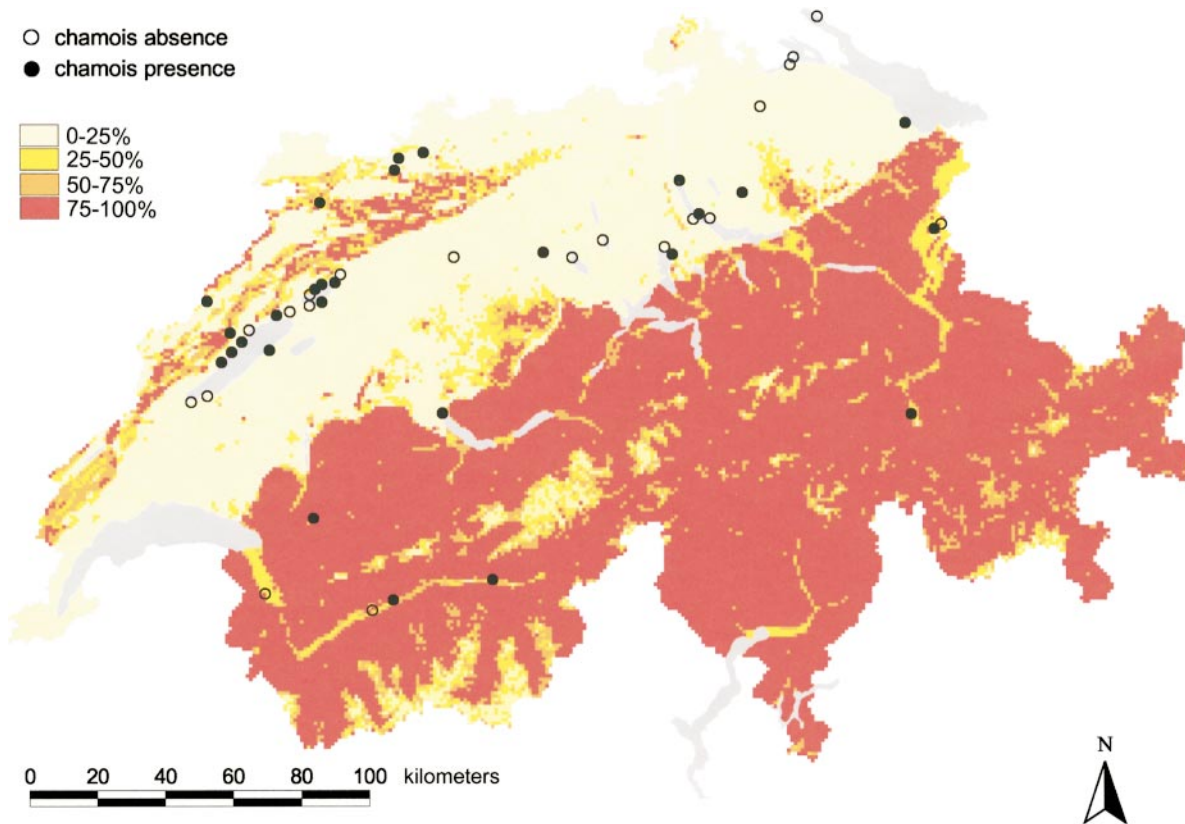 chamois absence
chamois presence
0-25%
25-50%
50-75%
75-100%
0 20 40 60 80 100 kilometers
N